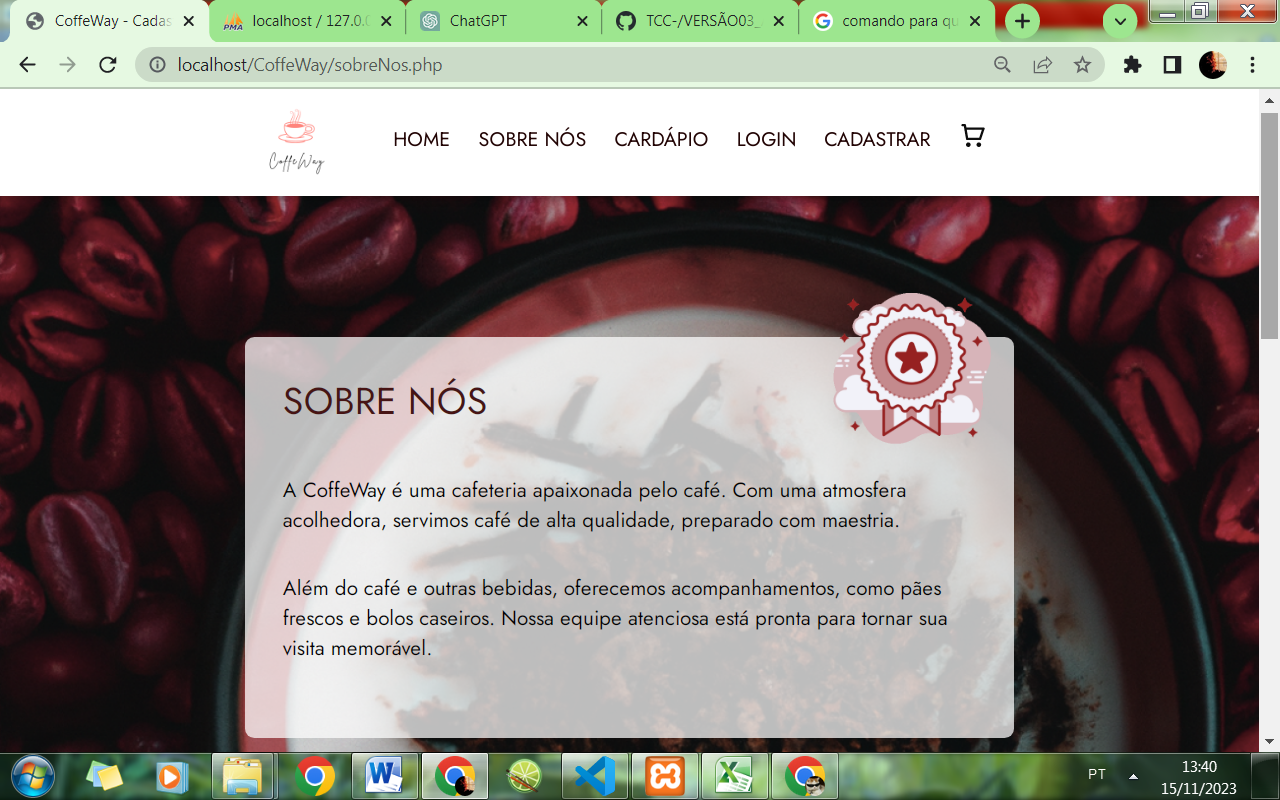 CoffeWay - Cadas
localhost / 127.0.0
ChatGPT
TCC-/VERSÃO03_
comando para qu
localhost/CoffeWay/sobreNos.php
CoffeWay
HOME SOBRE NÓS CARDÁPIO LOGIN CADASTRAR
SOBRE NÓS
A CoffeWay é uma cafeteria apaixonada pelo café. Com uma atmosfera
acolhedora, servimos café de alta qualidade, preparado com maestria.
Além do café e outras bebidas, oferecemos acompanhamentos, como pães
frescos e bolos caseiros. Nossa equipe atenciosa está pronta para tornar sua
visita memorável.
PT
13:40
15/11/2023